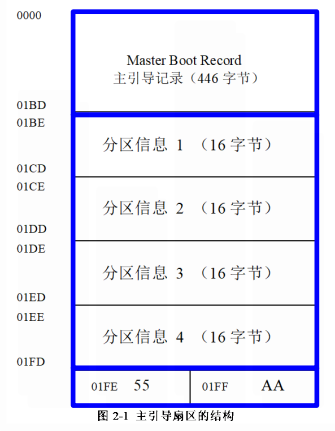 0000
Master Boot Record
主引导记录（446 字节）
01BD
01BE
分区信息 1 （16 字节）
01CD
01CE
分区信息 2 （16 字节）
01DD
01DE
分区信息 3 （16 字节）
01ED
01EE
分区信息 4 （16 字节）
01FD
01FE 55 01FF AA
图 2-1 主引导扇区的结构